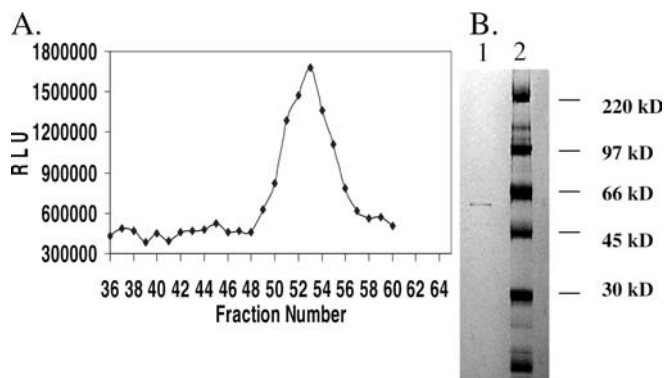 A.
1800000
1500000
1200000
900000
600000
300000
RLU
36 38 40 42 44 46 48 50 52 54 56 58 60 62 64
Fraction Number
B.
1 2
220 kD
97 kD
66 kD
45 kD
30 kD